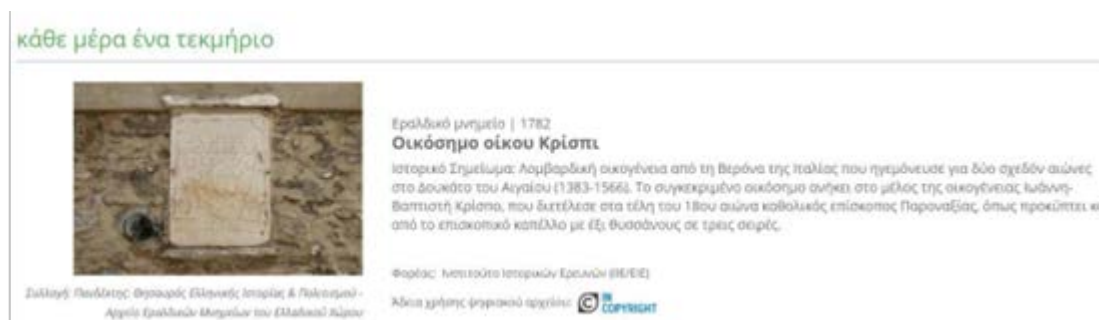 κάθε μέρα ένα τεκμήριο
Εραλδικό μνημείο | 1782
Οικόσημο οίκου Κρίσπι
Ιστορικό Σημείωμα: Λομβαρδική οικογένεια από τη Βερόνα της Ιταλίας που ηγεμόνευσε για δύο σχεδόν αιώνες
στο Δουκάτο του Αιγαίου (1383-1566). Το συγκεκριμένο οικόσημο ανήκει στο μέλος της οικογένειας Ιωάννη-
Βαπτιστή Κρίσπο, που διετέλεσε στα τέλη του 18ου αιώνα καθολικός επίσκοπος Παροναξίας, όπως προκύπτει κ
από το επισκοπικό καπέλλο με έξι θυσσάνους σε τρεις σειρές.
Φορέας: Ινστιτούτο Ιστορικών Ερευνών (ΙΙΕ/ΕΙΕ)
Άδεια χρήσης ψηφιακού αρχείου: © IN
COPYRIGHT
Συλλογή: Πανδέκτης: Θησαυρός Ελληνικής Ιστορίας & Πολιτισμού -
Αρχείο Εραλδικών Μνημείων του Ελλαδικού Χώρου